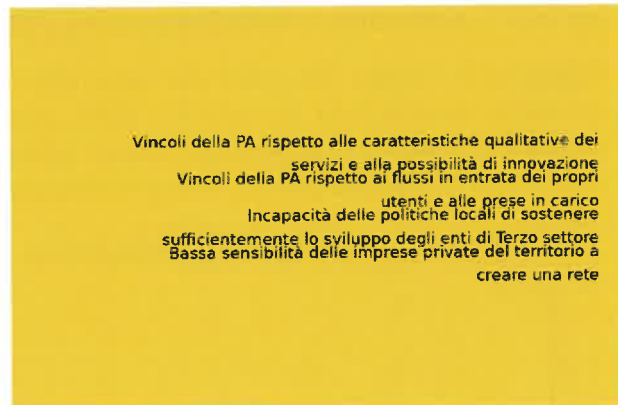 Vincoli della PA rispetto alle caratteristiche qualitative dei
servizi e alla possibilità di innovazione
Vincoli della PA rispetto ai flussi in entrata dei propri
utenti e alle prese in carico
Incapacità delle politiche locali di sostenere
sufficientemente lo sviluppo degli enti di Terzo settore
Bassa sensibilità delle imprese private del territorio a
creare una rete